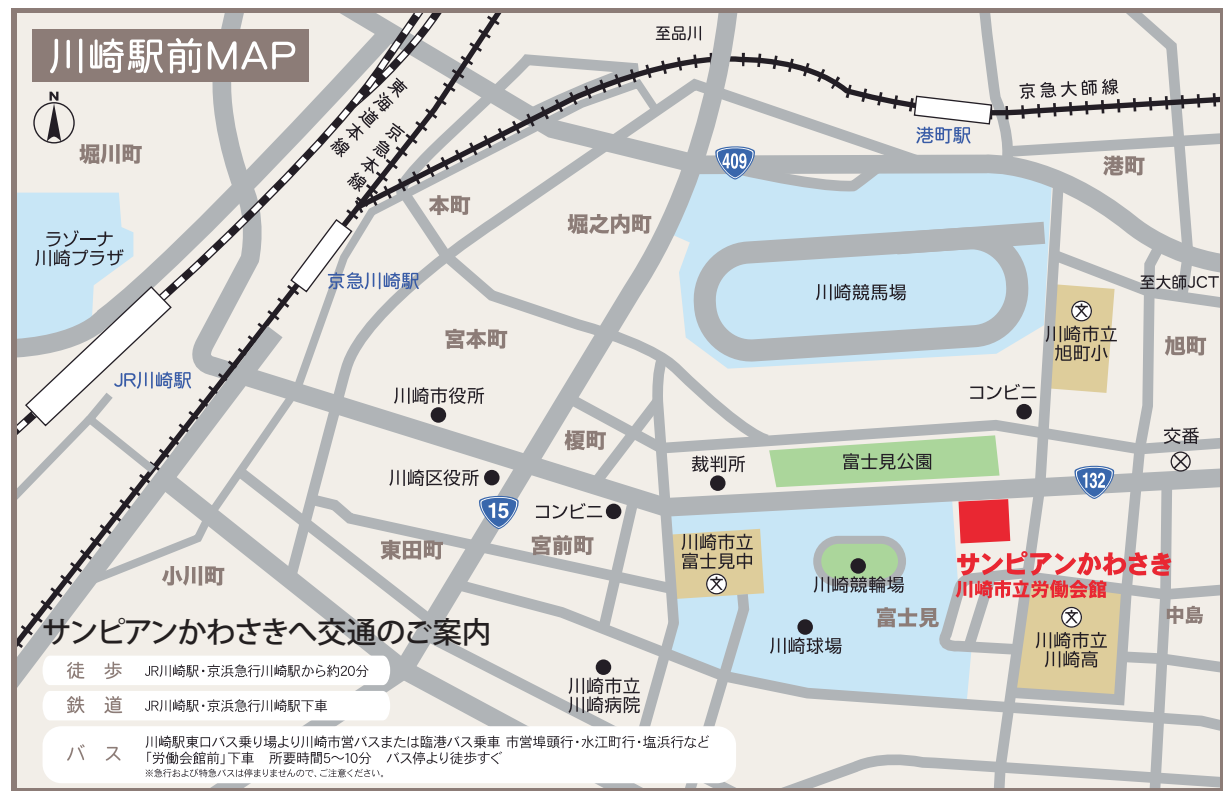 川崎駅前MAP
至品川
N
東海道本線
京急本線
京急大師線
港町駅
堀川町
409
港町
本町
堀之内町
ラゾーナ
川崎プラザ
京急川崎駅
川崎競馬場
至大師JCT
川崎市立
旭町小
文
宮本町
旭町
JR川崎駅
川崎市役所
コンビニ
榎町
交番
裁判所
富士見公園
川崎区役所
132
15
コンビニ
東田町
宮前町
川崎市立
富士見中
文
サンピアンかわさき
川崎市立労働会館
小川町
川崎競輪場
富士見
中島
文
川崎市立
川崎高
川崎球場
川崎市立
川崎病院
サンピアンかわさきへ交通のご案内
徒 歩 JR川崎駅・京浜急行川崎駅から約20分
鉄 道 JR川崎駅・京浜急行川崎駅下車
バ ス 川崎駅東口バス乗り場より川崎市営バスまたは臨港バス乗車 市営埠頭行・水江町行・塩浜行など
「労働会館前」下車 所要時間5〜10分 バス停より徒歩すぐ
※急行および特急バスは停まりませんので、ご注意ください。